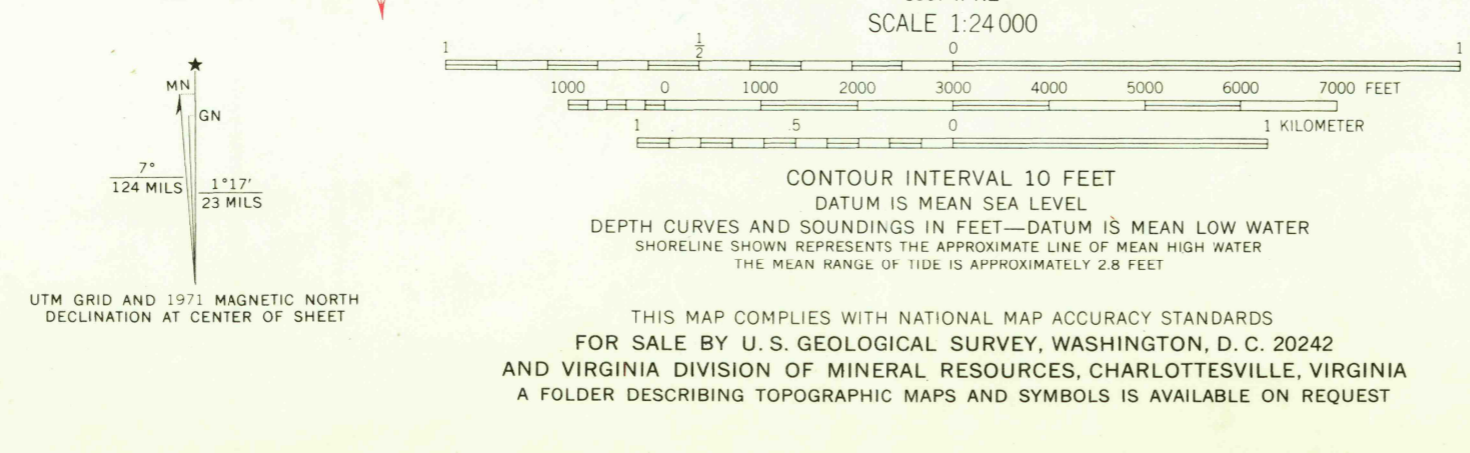 SCALE 1:24 000
1 1/2 0 1
1000 0 1000 2000 3000 4000 5000 6000 7000 FEET
1 .5 0 1 KILOMETER
MN
GN
7°
124 MILS
1°17'
23 MILS
UTM GRID AND 1971 MAGNETIC NORTH
DECLINATION AT CENTER OF SHEET
CONTOUR INTERVAL 10 FEET
DATUM IS MEAN SEA LEVEL
DEPTH CURVES AND SOUNDINGS IN FEET—DATUM IS MEAN LOW WATER
SHORELINE SHOWN REPRESENTS THE APPROXIMATE LINE OF MEAN HIGH WATER
THE MEAN RANGE OF TIDE IS APPROXIMATELY 2.8 FEET
THIS MAP COMPLIES WITH NATIONAL MAP ACCURACY STANDARDS
FOR SALE BY U. S. GEOLOGICAL SURVEY, WASHINGTON, D. C. 20242
AND VIRGINIA DIVISION OF MINERAL RESOURCES, CHARLOTTESVILLE, VIRGINIA
A FOLDER DESCRIBING TOPOGRAPHIC MAPS AND SYMBOLS IS AVAILABLE ON REQUEST